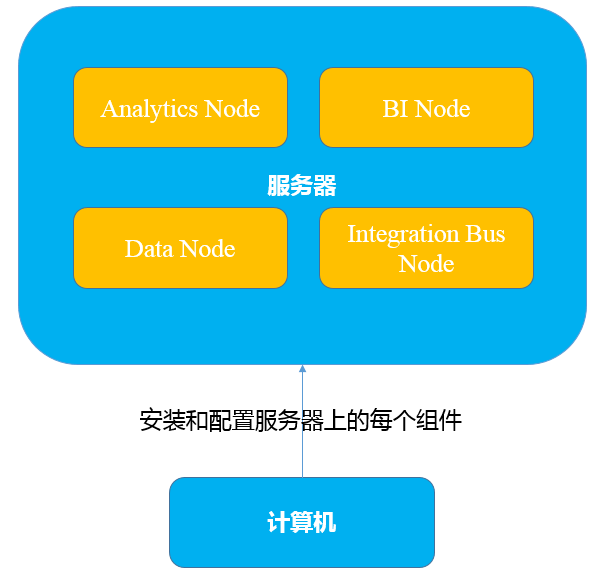 Analytics Node
BI Node
服务器
Data Node
Integration Bus
Node
安装和配置服务器上的每个组件
计算机